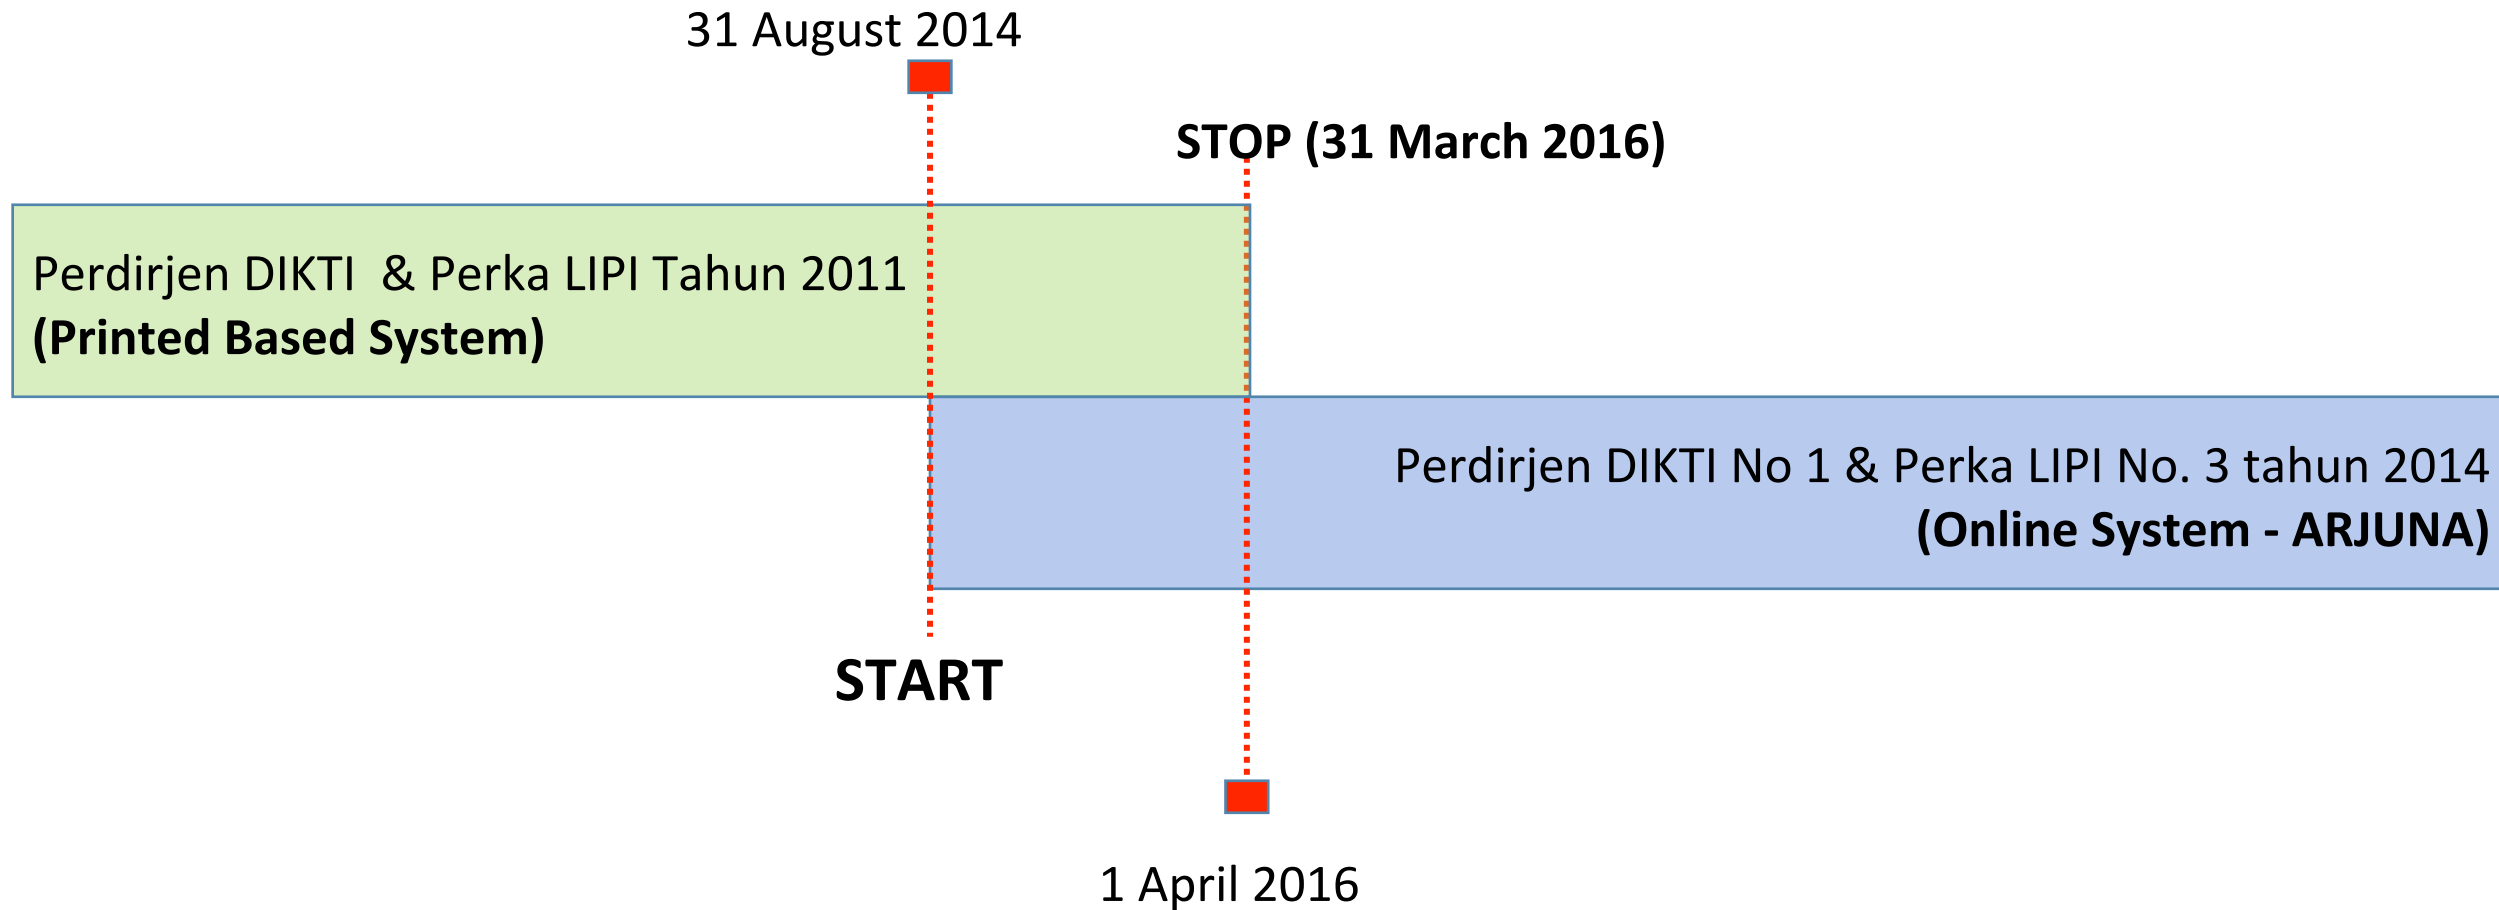 31 August 2014
STOP (31 March 2016)
Perdirjen DIKTI  & Perka LIPI Tahun 2011
(Printed Based System)
Perdirjen DIKTI No 1 & Perka LIPI No. 3 tahun 2014
(Online System - ARJUNA)
START
1 April 2016